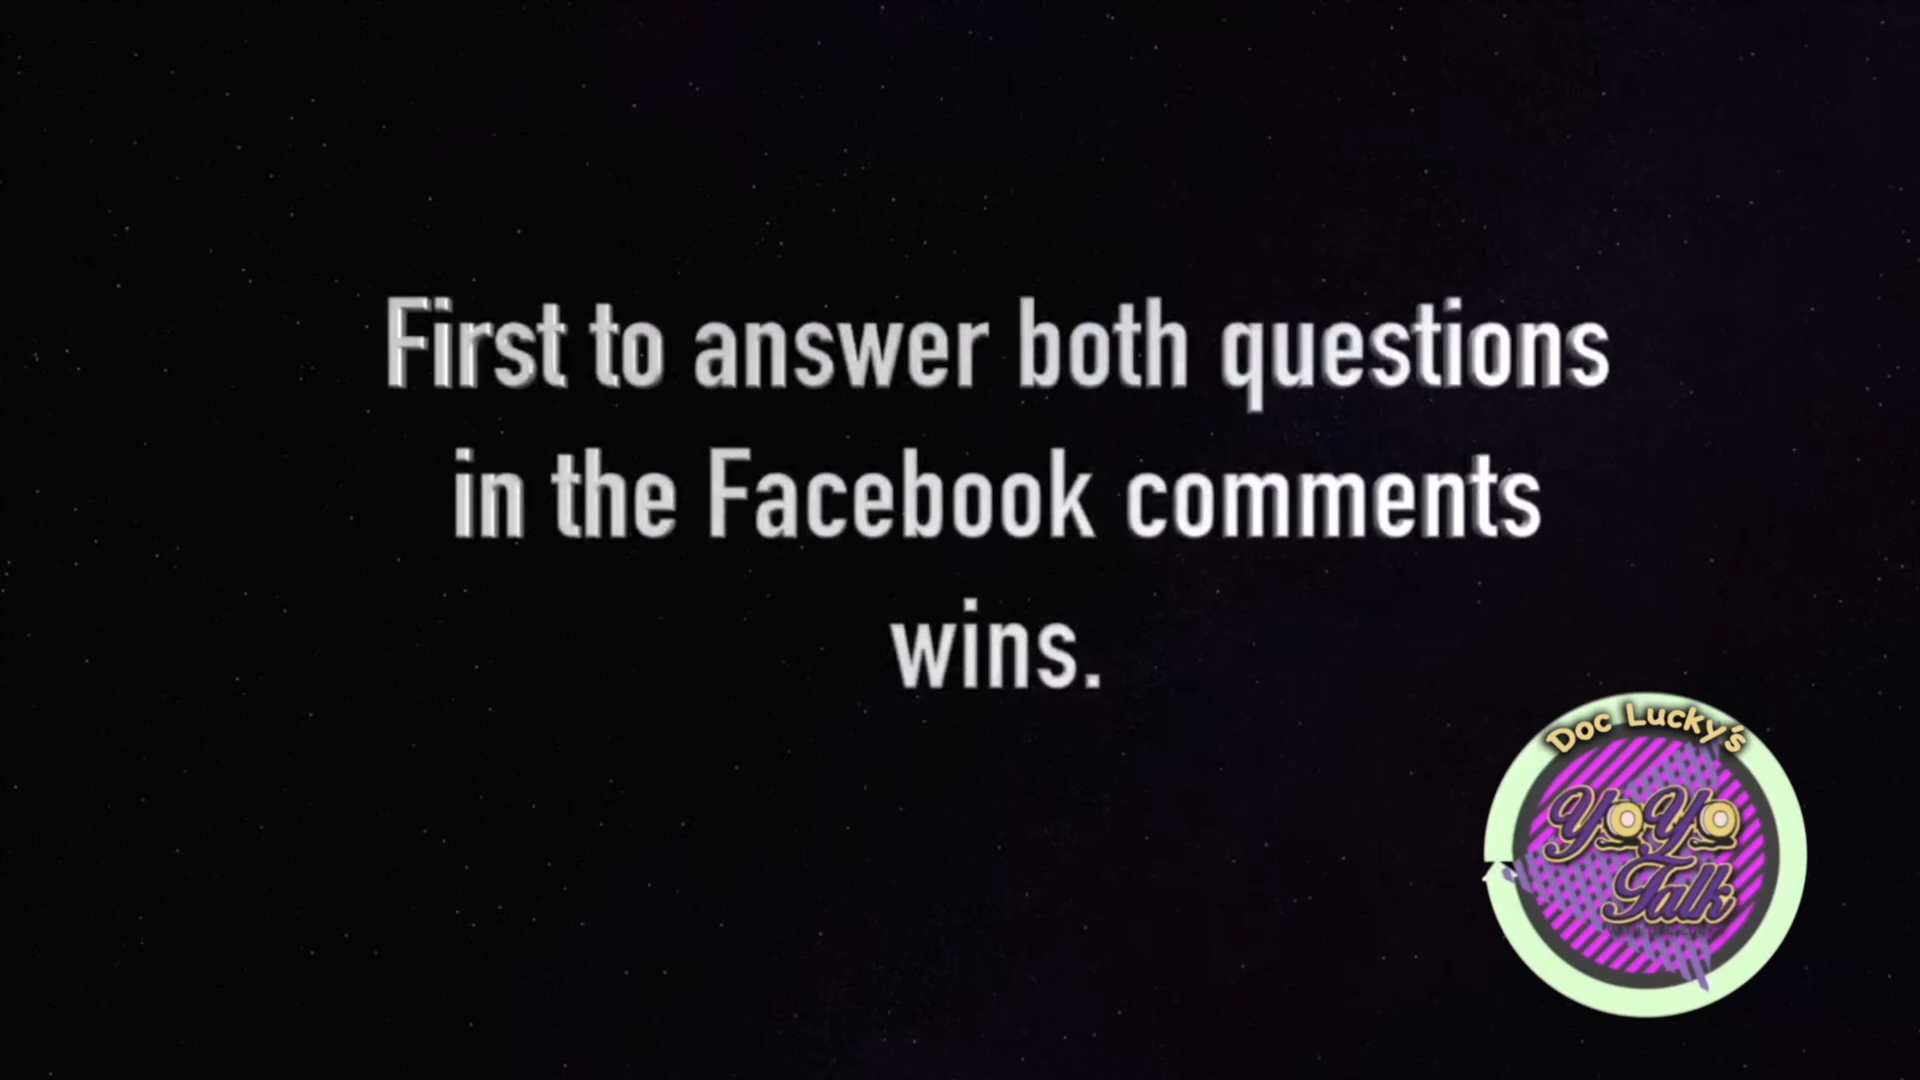 First to answer both questions
in the Facebook comments
wins.
Doc Lucky's
YoYo
Talk